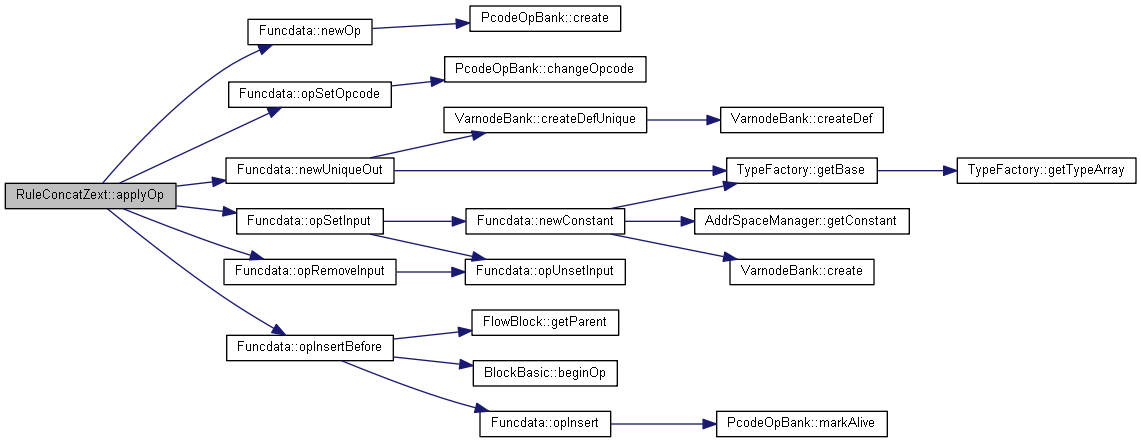 RuleConcatZext::applyOp
Funcdata::newOp
PcodeOpBank::create
Funcdata::opSetOpcode
PcodeOpBank::changeOpcode
Funcdata::newUniqueOut
VarnodeBank::createDefUnique
VarnodeBank::createDef
TypeFactory::getBase
TypeFactory::getTypeArray
Funcdata::opSetInput
Funcdata::newConstant
AddrSpaceManager::getConstant
VarnodeBank::create
Funcdata::opRemoveInput
Funcdata::opUnsetInput
Funcdata::opInsertBefore
FlowBlock::getParent
BlockBasic::beginOp
Funcdata::opInsert
PcodeOpBank::markAlive